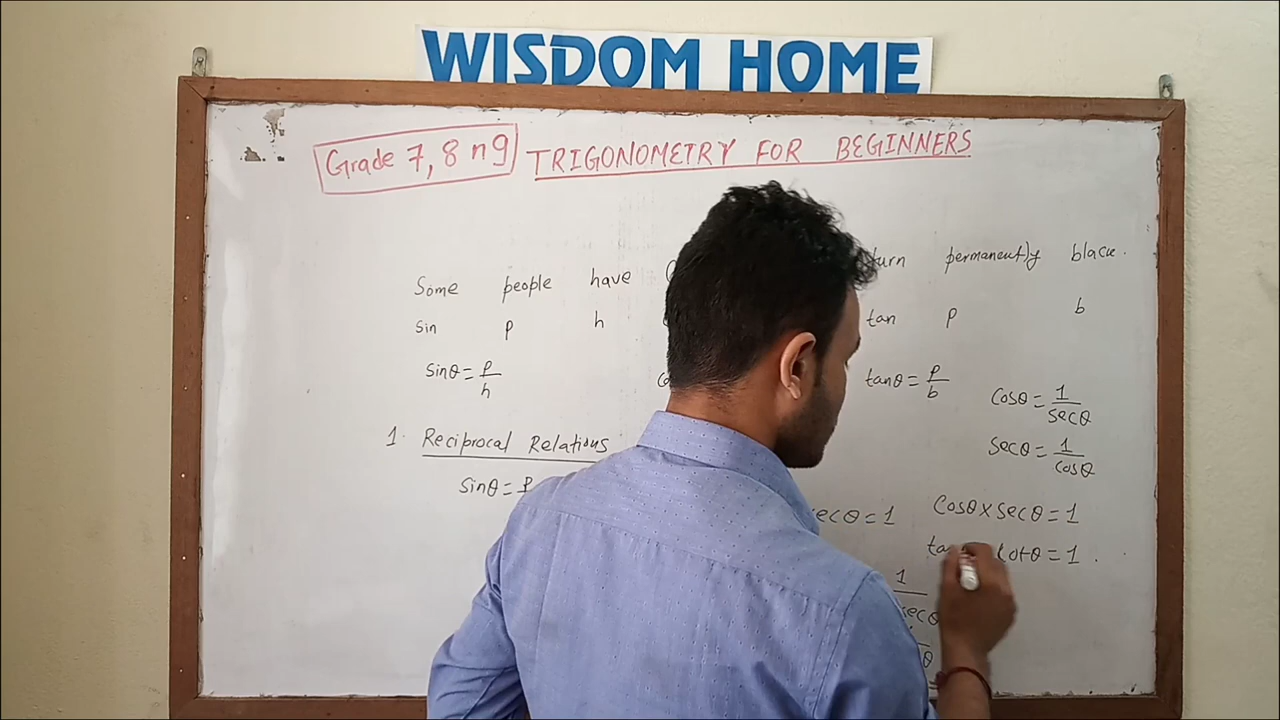 WISDOM HOME
Grade 7, 8 n 9 TRIGONOMETRY FOR BEGINNERS
Some people have turn permanently black.
sin p h tan p b
sinθ = p/h tanθ = p/b
cosθ = 1/secθ
1. Reciprocal Relations
secθ = 1/cosθ
sinθ = p
secθ = 1 cosθ x secθ = 1
cotθ = 1 .
1
secθ
θ